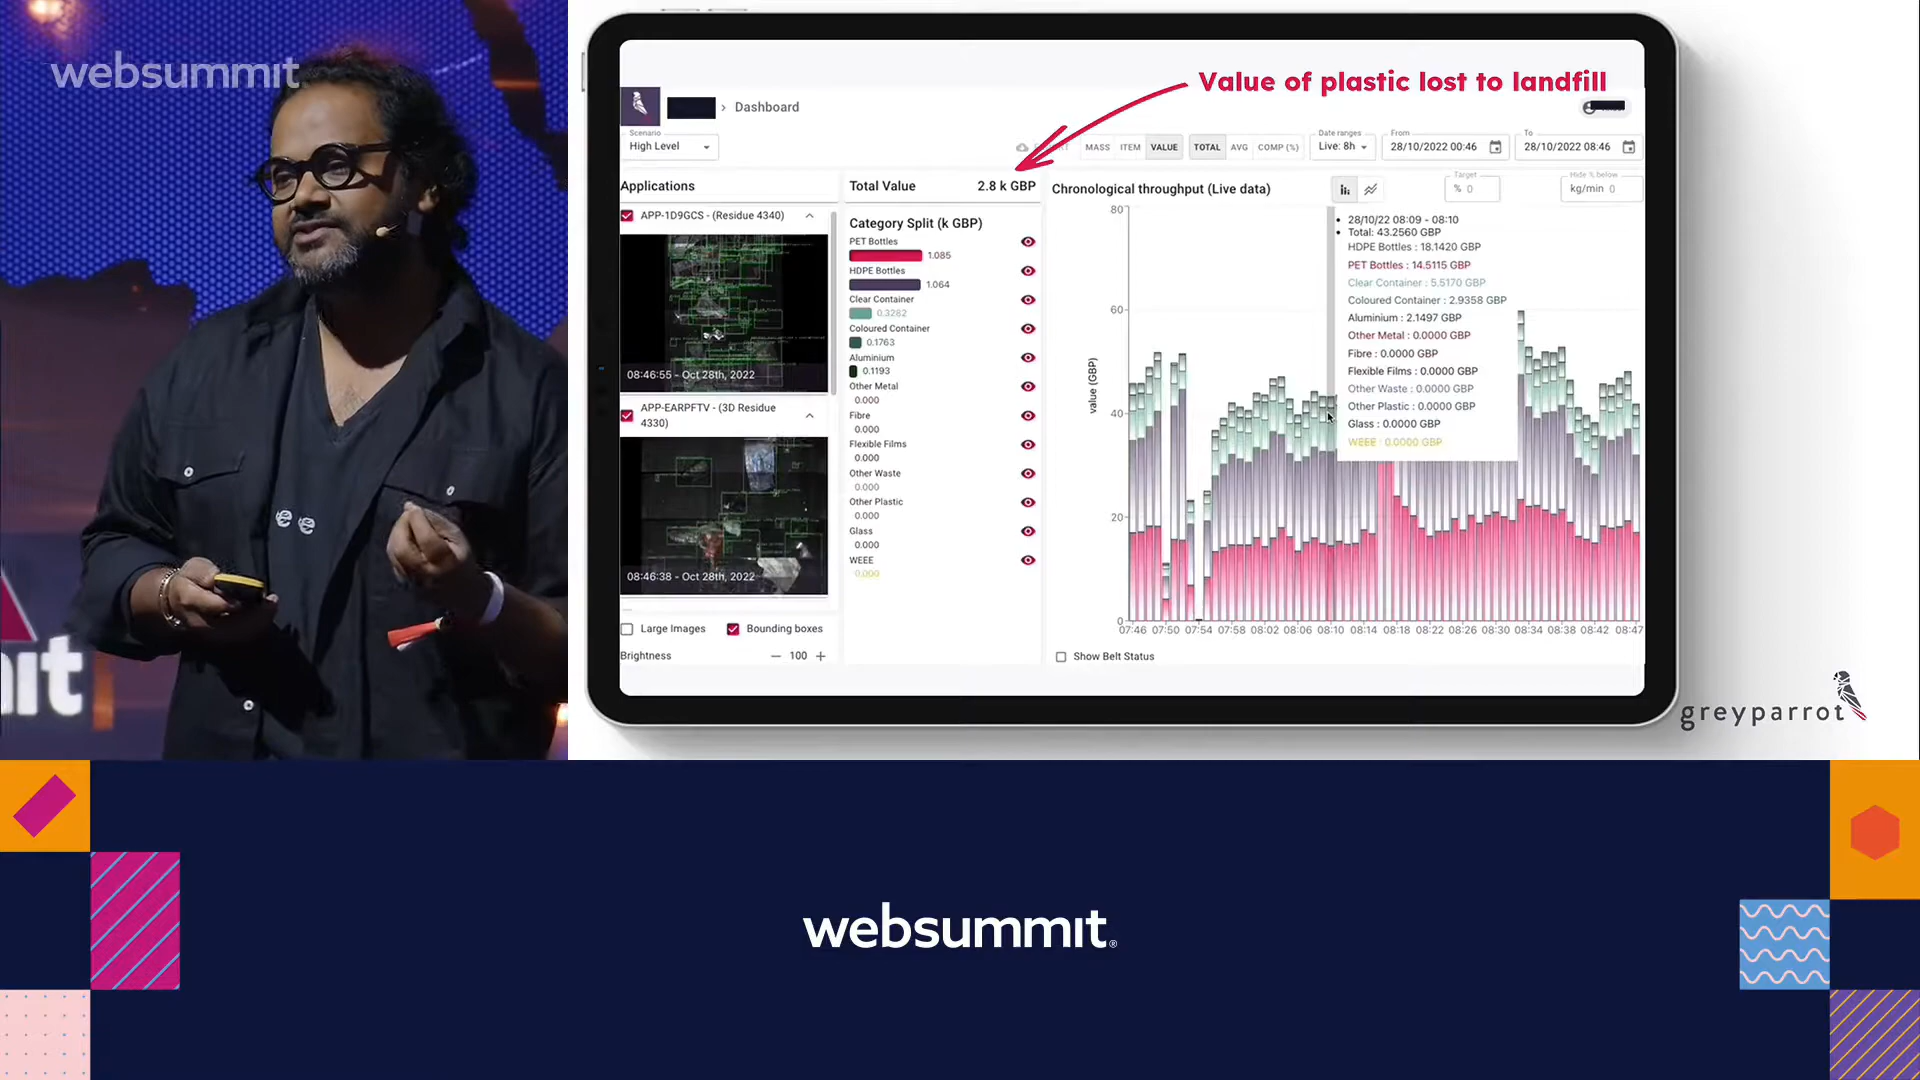 websummit
it
Value of plastic lost to landfill
Dashboard
Scenario
High Level
MASS ITEM VALUE
TOTAL AVG COMP (%)
Date ranges
Live: 8h
From
28/10/2022 00:46
To
28/10/2022 08:46
Applications
APP-1D9GCS - (Residue 4340)
08:46:55 - Oct 28th, 2022
APP-EARPFTV - (3D Residue
4330)
08:46:38 - Oct 28th, 2022
Large Images
Bounding boxes
Brightness
100
Total Value 2.8 k GBP
Category Split (k GBP)
PET Bottles
1.085
HDPE Bottles
1.064
Clear Container
0.3282
Coloured Container
0.1763
Aluminium
0.1193
Other Metal
0.000
Fibre
0.000
Flexible Films
0.000
Other Waste
0.000
Other Plastic
0.000
Glass
0.000
WEEE
0.000
Chronological throughput (Live data)
Target
% 0
Hide % below
kg/min 0
value (GBP)
80
60
40
20
0
28/10/22 08:09 - 08:10
Total: 43.2560 GBP
HDPE Bottles : 18.1420 GBP
PET Bottles : 14.5115 GBP
Clear Container : 5.5170 GBP
Coloured Container : 2.9358 GBP
Aluminium : 2.1497 GBP
Other Metal : 0.0000 GBP
Fibre : 0.0000 GBP
Flexible Films : 0.0000 GBP
Other Waste : 0.0000 GBP
Other Plastic : 0.0000 GBP
Glass : 0.0000 GBP
WEEE : 0.0000 GBP
07:46 07:50 07:54 07:58 08:02 08:06 08:10 08:14 08:18 08:22 08:26 08:30 08:34 08:38 08:42 08:47
Show Belt Status
greyparrot
websummit®